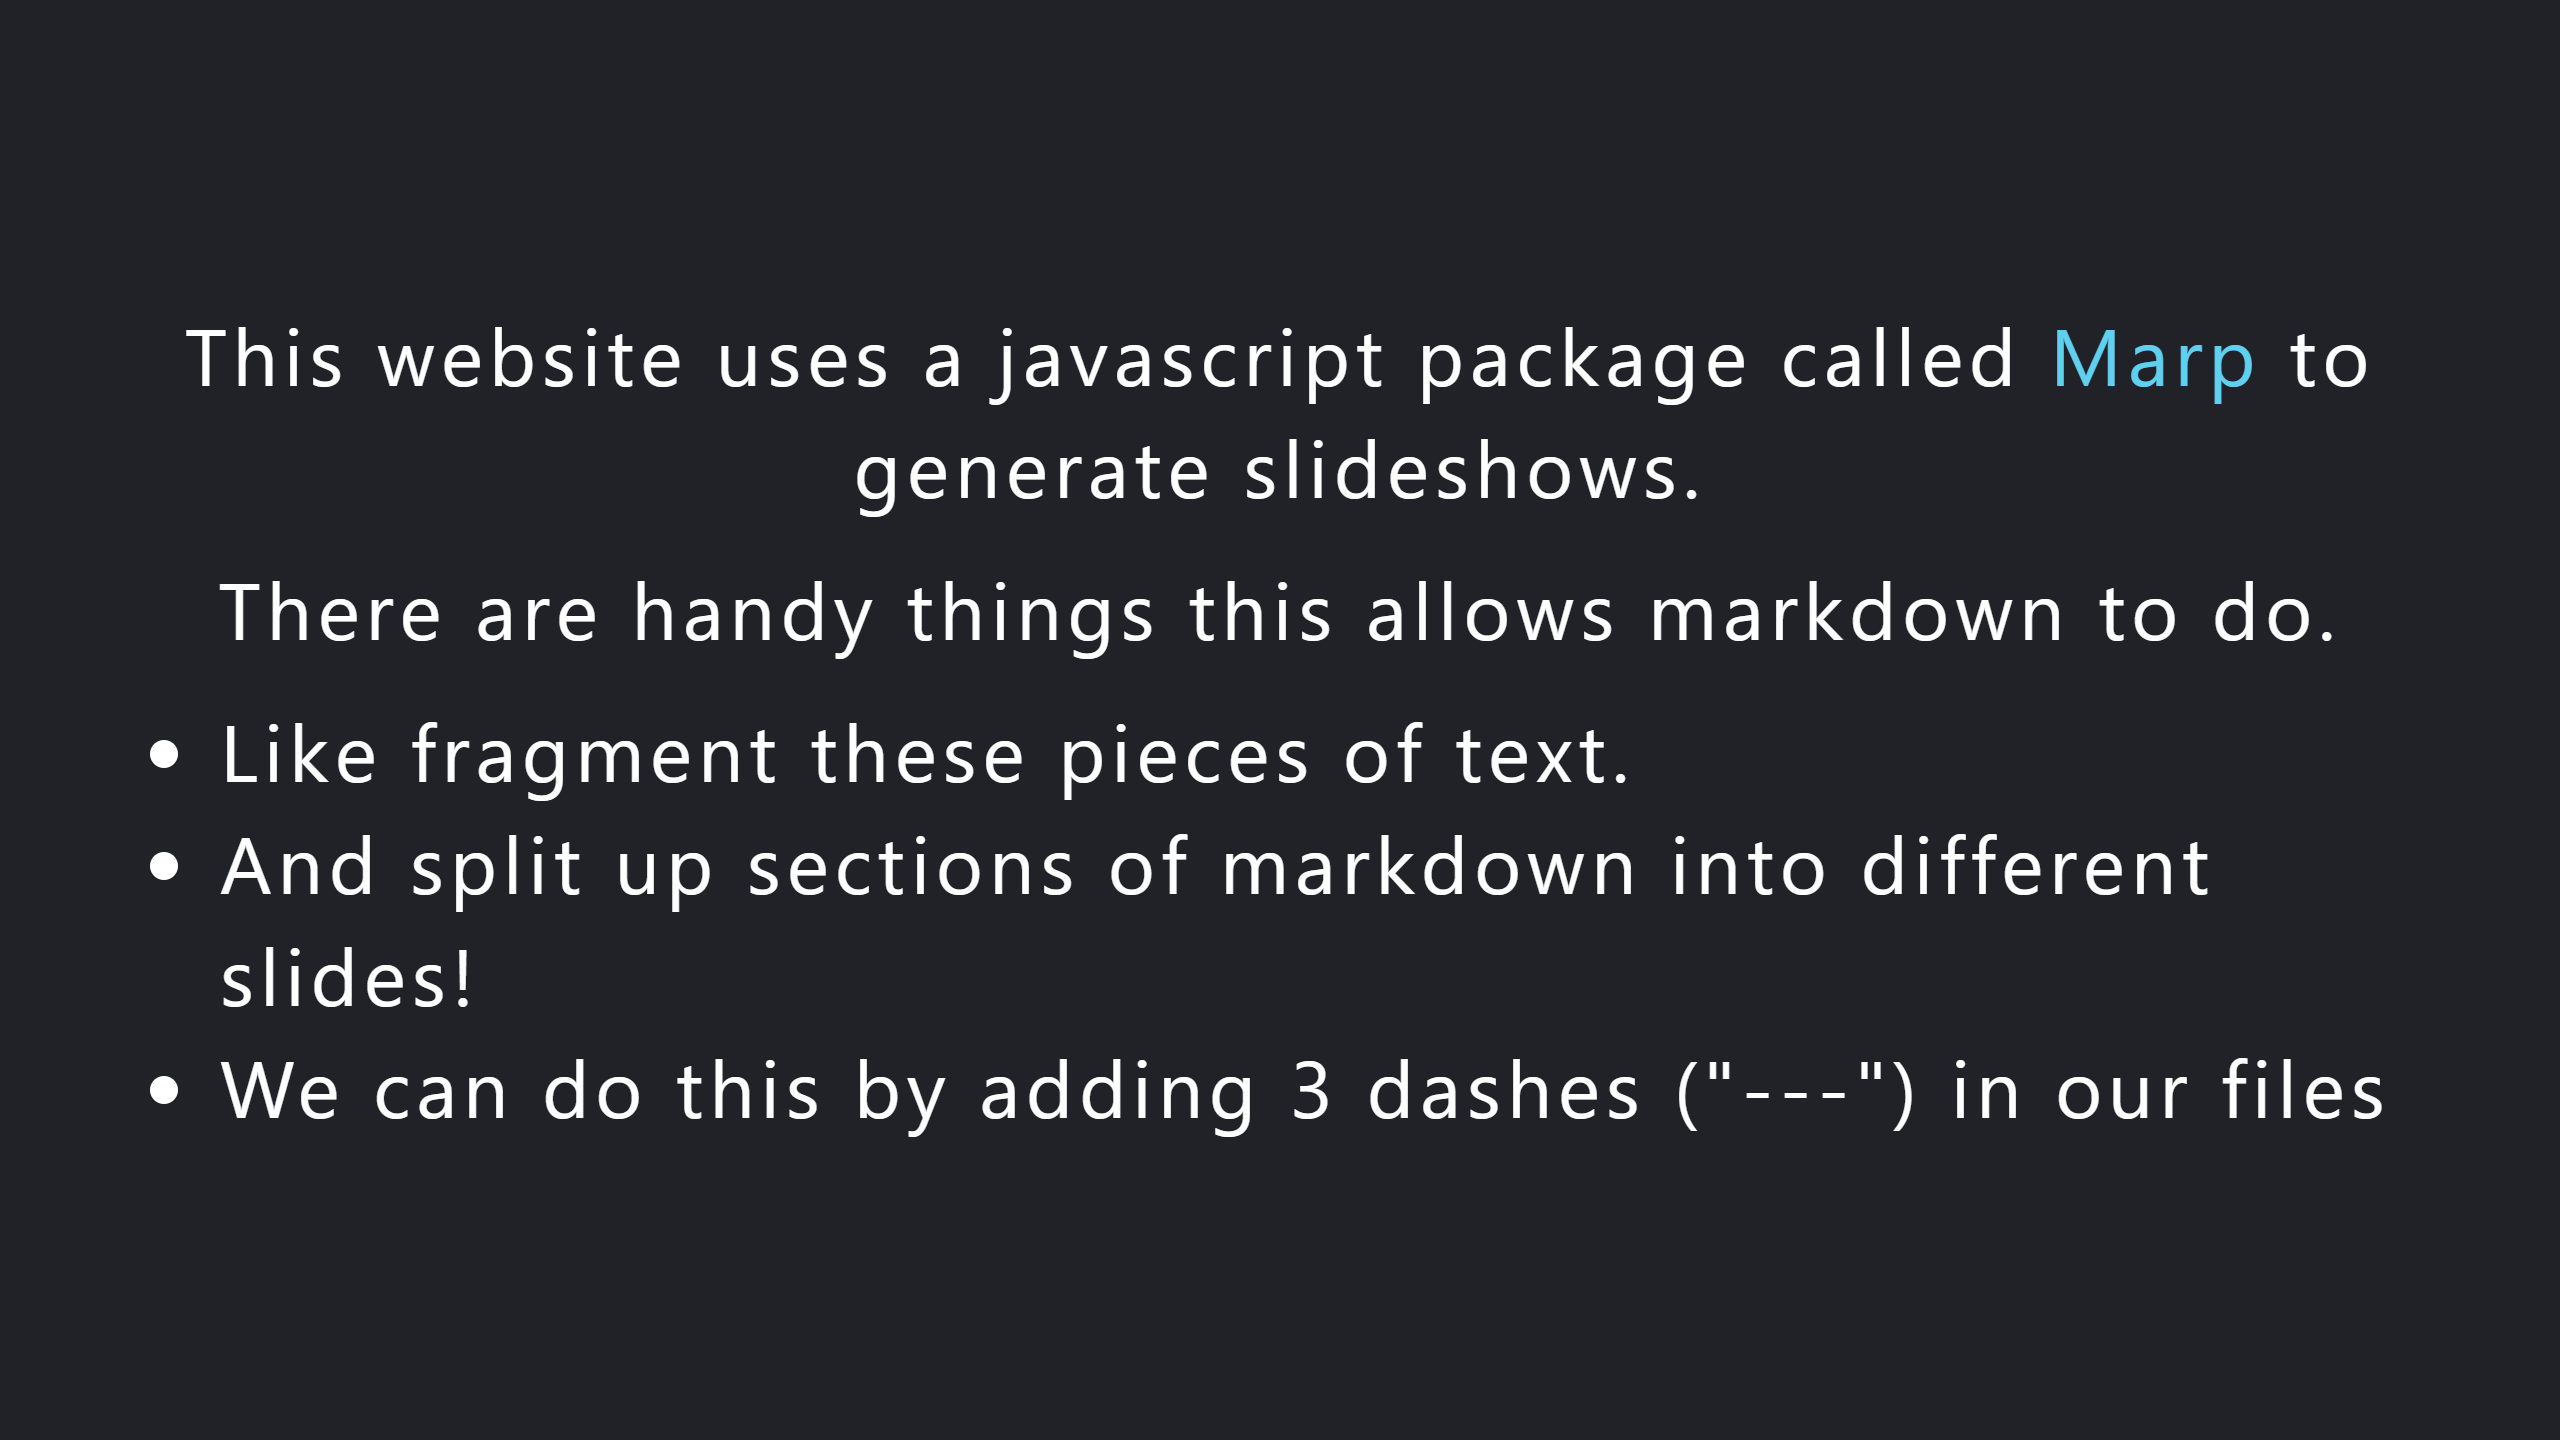 This website uses a javascript package called Marp to
generate slideshows.
There are handy things this allows markdown to do.
• Like fragment these pieces of text.
• And split up sections of markdown into different
slides!
• We can do this by adding 3 dashes ("---") in our files